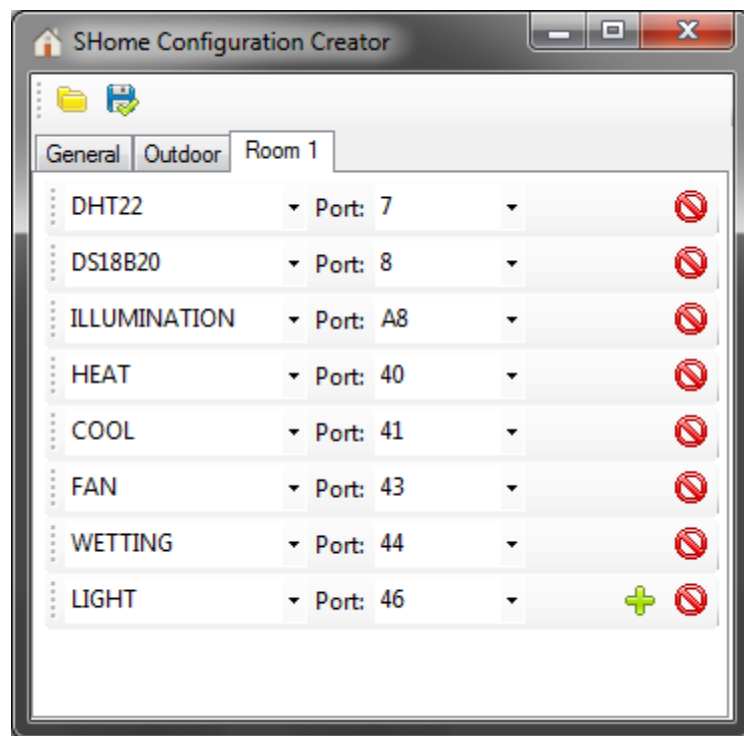 SHome Configuration Creator
General Outdoor Room 1
DHT22 Port: 7
DS18B20 Port: 8
ILLUMINATION Port: A8
HEAT Port: 40
COOL Port: 41
FAN Port: 43
WETTING Port: 44
LIGHT Port: 46